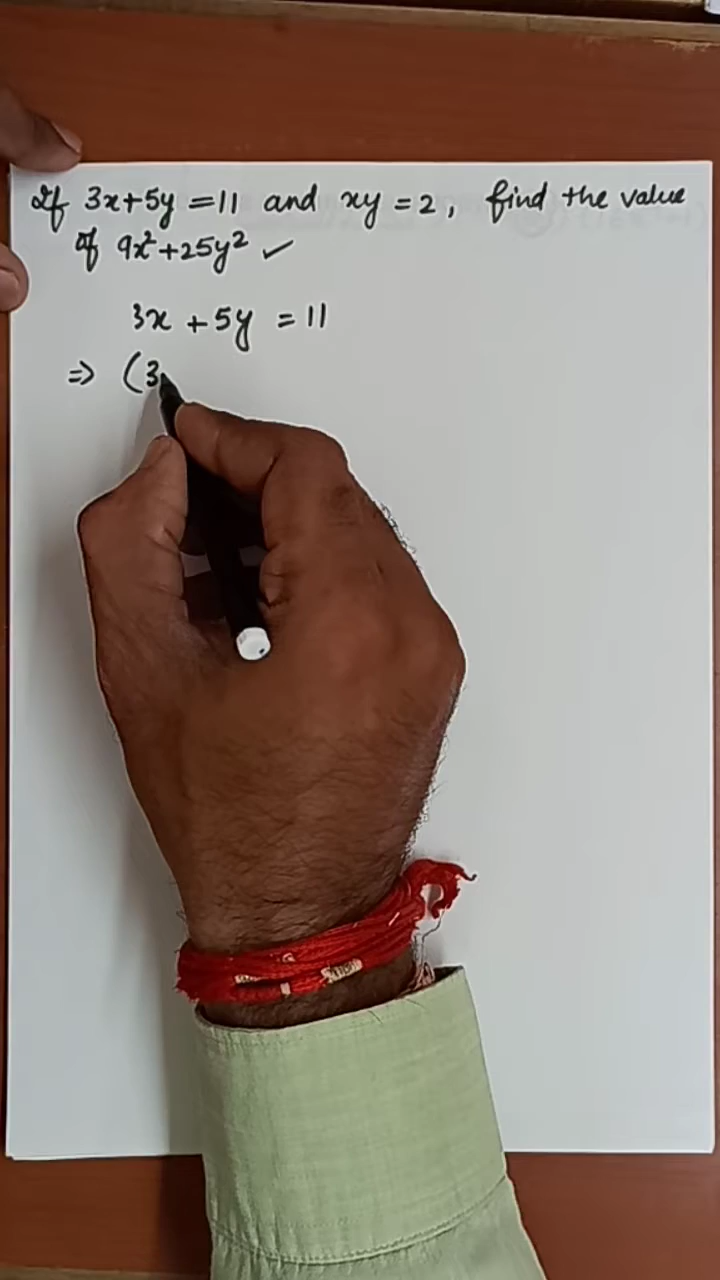 If 3x+5y =11 and xy = 2, find the value
of 9x²+25y² ✓
3x + 5y = 11
⇒ (3